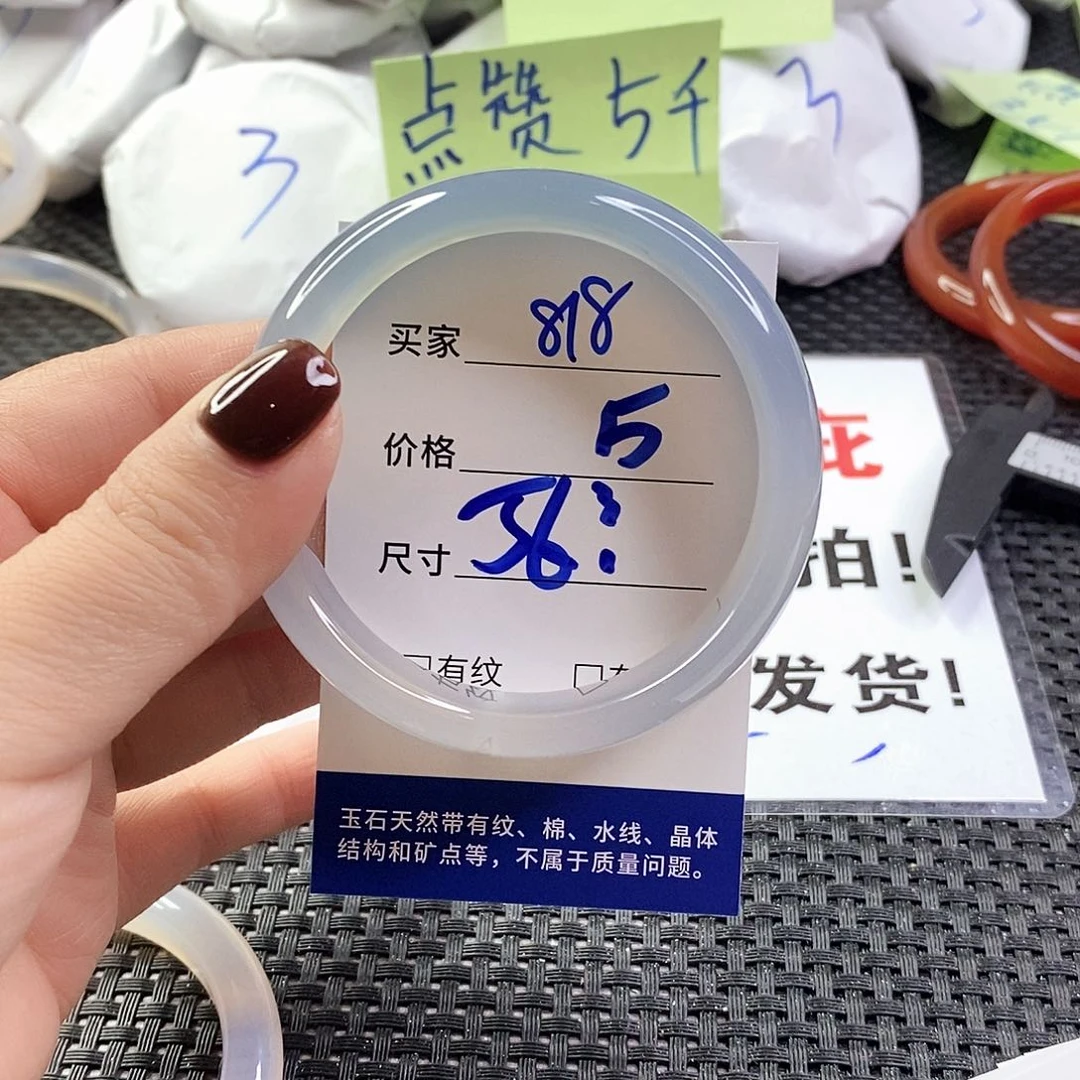 点赞 5千
3
3
买家 818
价格 5
尺寸 56
有纹
疵
拍!
发货!
玉石天然带有纹、棉、水线、晶体
结构和矿点等，不属于质量问题。